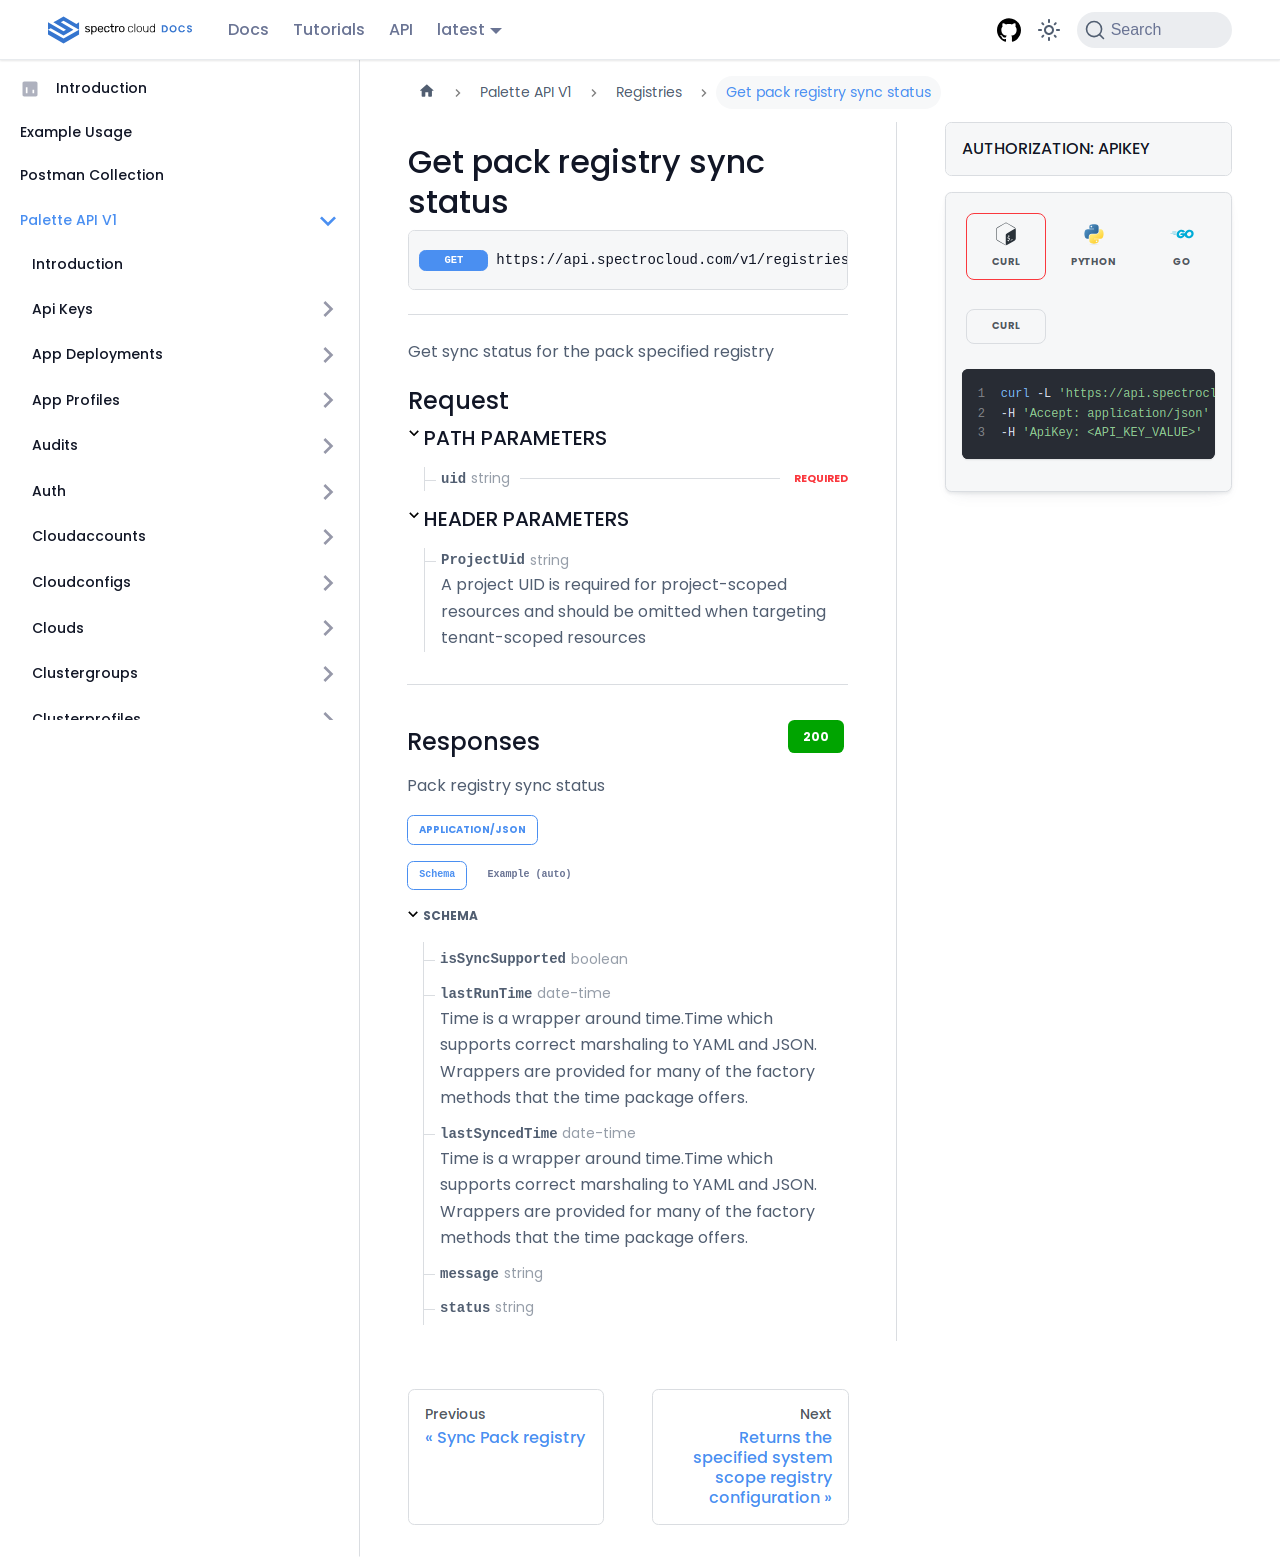 spectro cloud DOCS Docs Tutorials API latest Search
Introduction
Example Usage
Postman Collection
Palette API V1
Introduction
Api Keys
App Deployments
App Profiles
Audits
Auth
Cloudaccounts
Cloudconfigs
Clouds
Clustergroups
Clusterprofiles
Palette API V1 Registries Get pack registry sync status
Get pack registry sync
status
GET https://api.spectrocloud.com/v1/registries
Get sync status for the pack specified registry
Request
PATH PARAMETERS
uid string REQUIRED
HEADER PARAMETERS
ProjectUid string
A project UID is required for project-scoped
resources and should be omitted when targeting
tenant-scoped resources
Responses 200
Pack registry sync status
APPLICATION/JSON
Schema Example (auto)
SCHEMA
isSyncSupported boolean
lastRunTime date-time
Time is a wrapper around time.Time which
supports correct marshaling to YAML and JSON.
Wrappers are provided for many of the factory
methods that the time package offers.
lastSyncedTime date-time
Time is a wrapper around time.Time which
supports correct marshaling to YAML and JSON.
Wrappers are provided for many of the factory
methods that the time package offers.
message string
status string
Previous
« Sync Pack registry
Next
Returns the
specified system
scope registry
configuration »
AUTHORIZATION: APIKEY
CURL PYTHON GO
CURL
1 curl -L 'https://api.spectrocl
2 -H 'Accept: application/json'
3 -H 'ApiKey: <API_KEY_VALUE>'